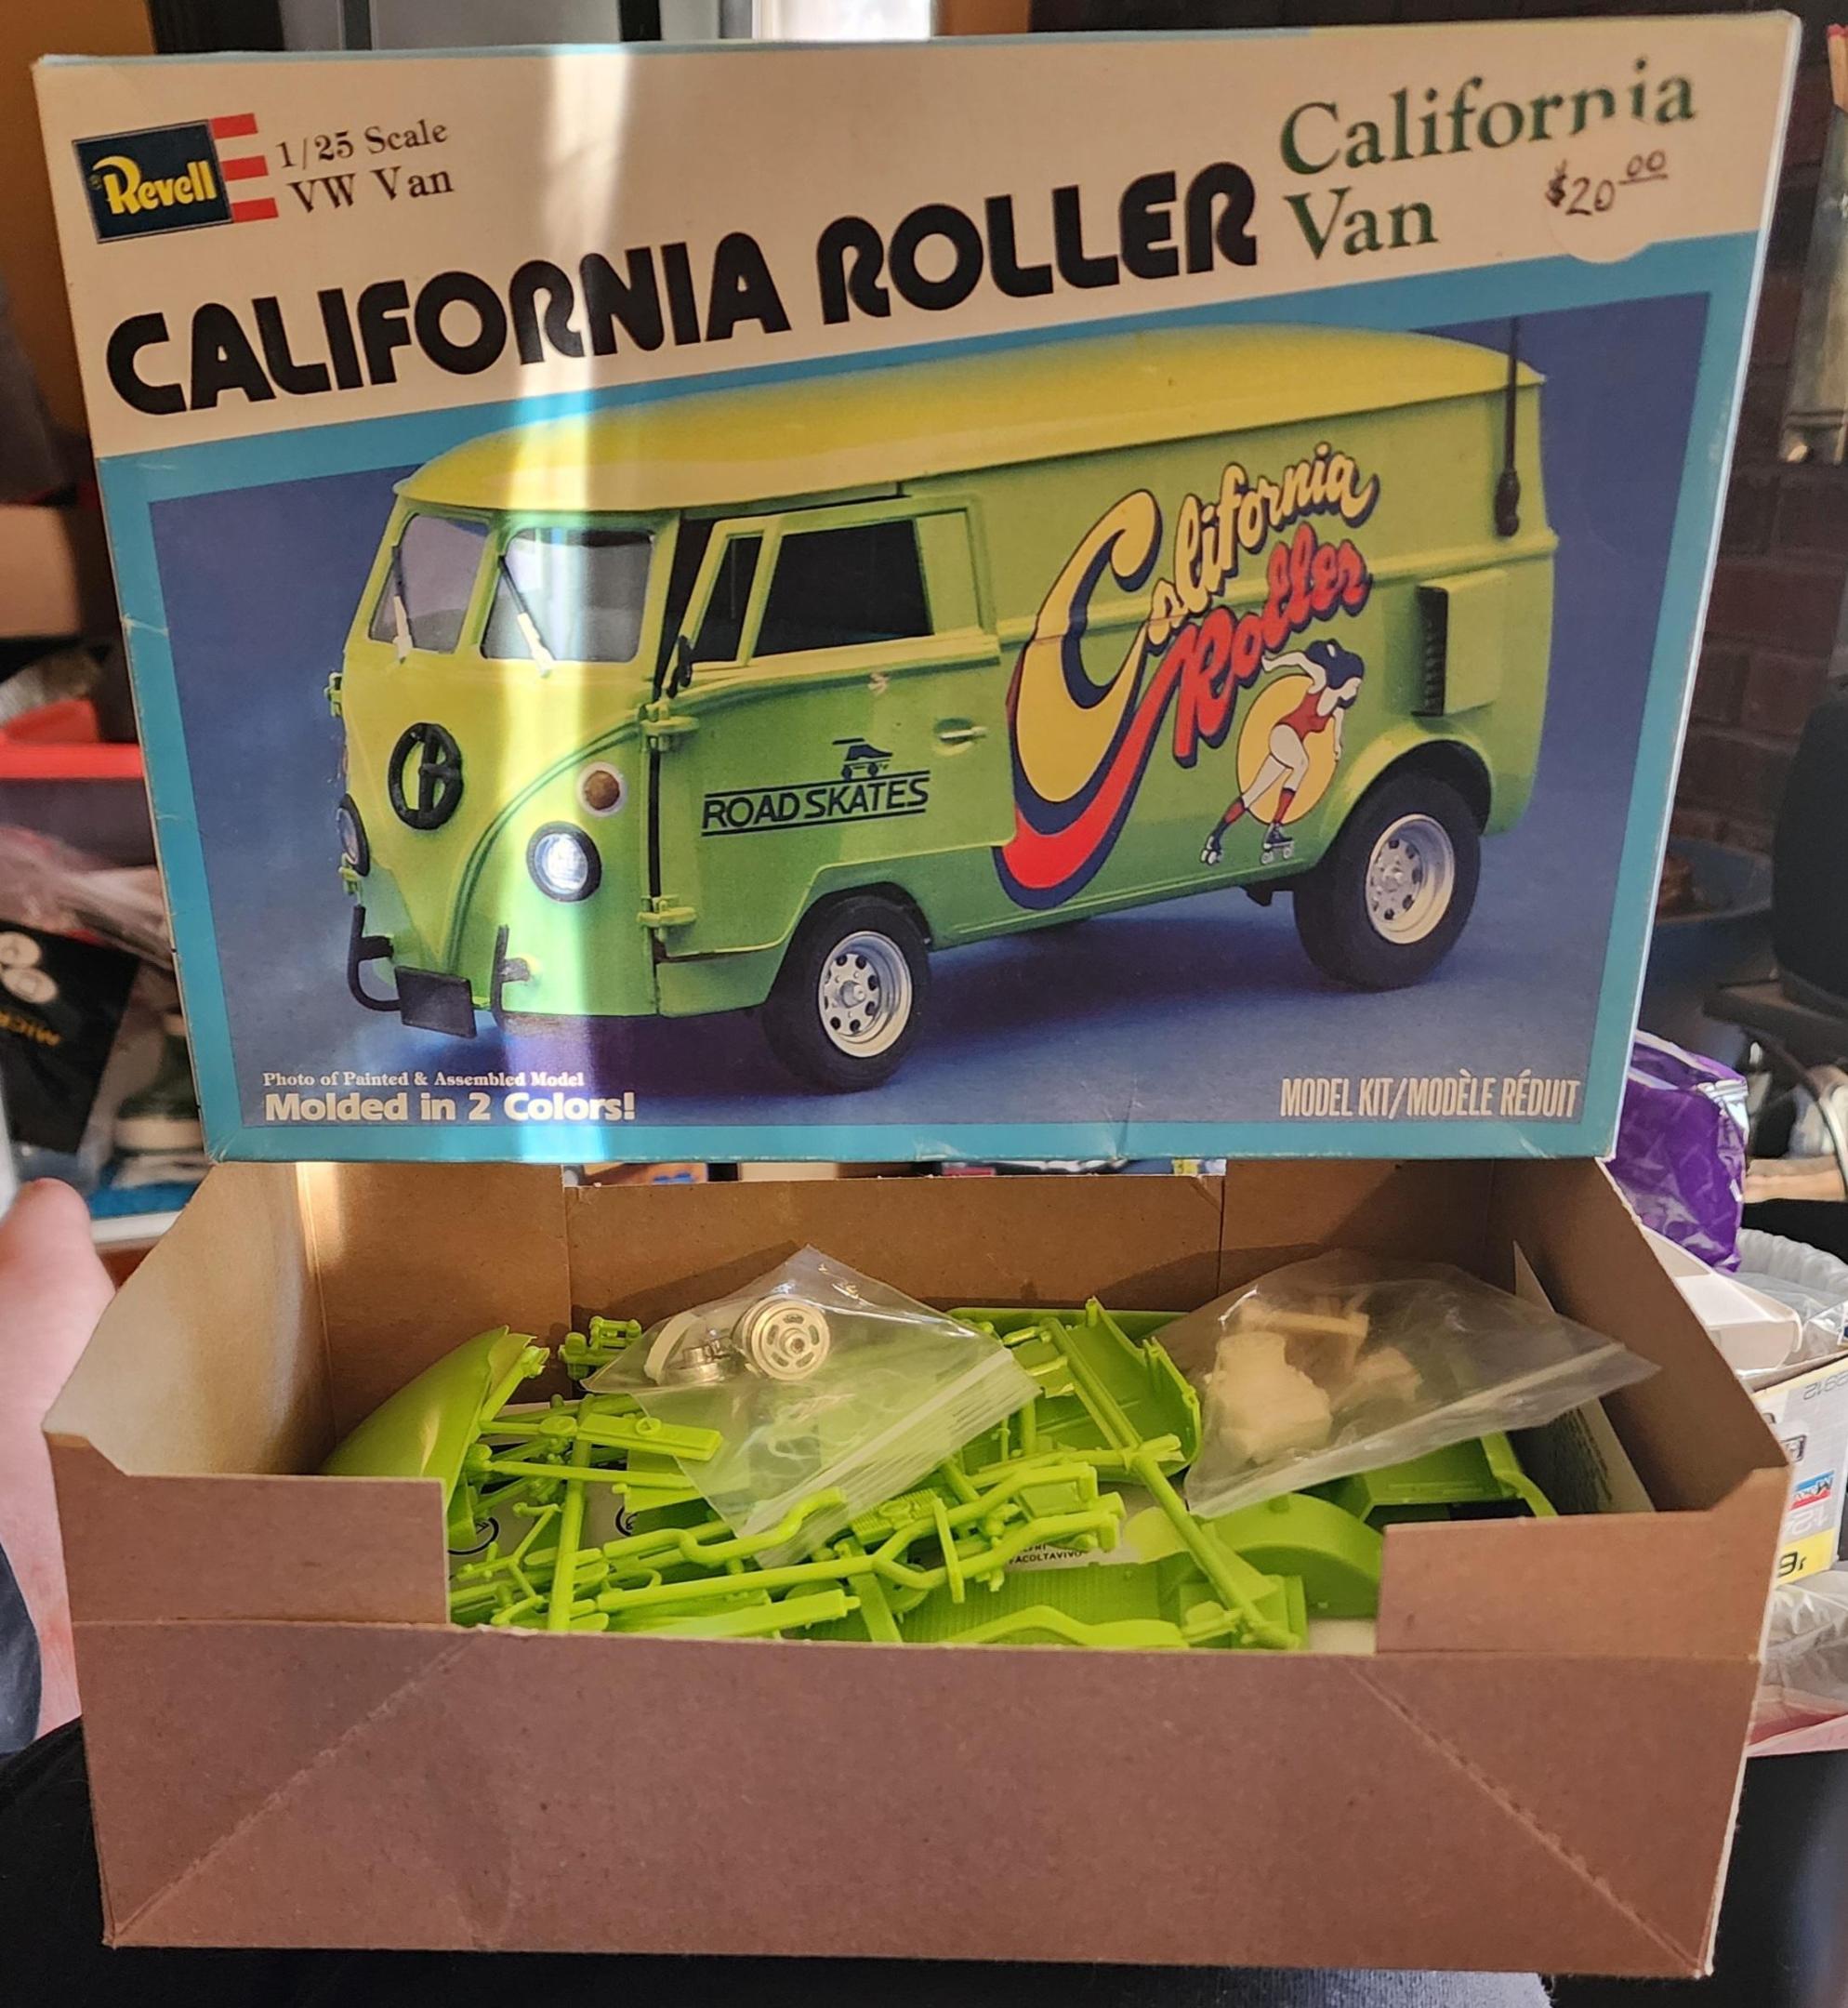 Revell
1/25 Scale
VW Van
CALIFORNIA ROLLER
California
Van
$20.00
California
Roller
ROAD SKATES
Photo of Painted & Assembled Model
Molded in 2 Colors!
MODEL KIT/MODÈLE RÉDUIT
FACOLTAVIVO